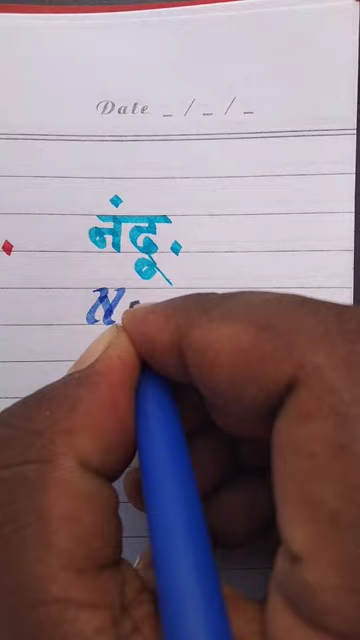 Date _ / _ / _
नंदू.
N